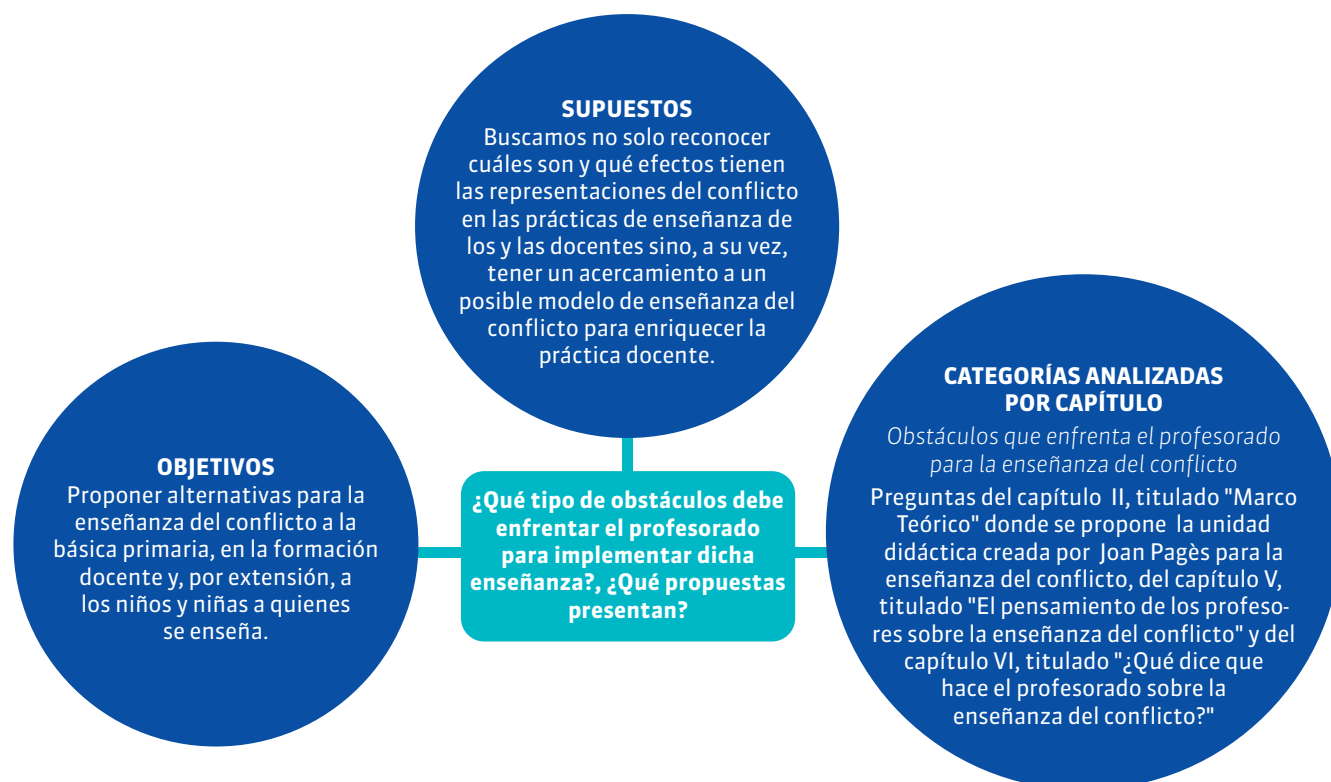 SUPUESTOS
Buscamos no solo reconocer
cuáles son y qué efectos tienen
las representaciones del conflicto
en las prácticas de enseñanza de
los y las docentes sino, a su vez,
tener un acercamiento a un
posible modelo de enseñanza del
conflicto para enriquecer la
práctica docente.
OBJETIVOS
Proponer alternativas para la
enseñanza del conflicto a la
básica primaria, en la formación
docente y, por extensión, a
los niños y niñas a quienes
se enseña.
¿Qué tipo de obstáculos debe
enfrentar el profesorado
para implementar dicha
enseñanza?, ¿Qué propuestas
presentan?
CATEGORÍAS ANALIZADAS
POR CAPÍTULO
Obstáculos que enfrenta el profesorado
para la enseñanza del conflicto
Preguntas del capítulo II, titulado "Marco
Teórico" donde se propone la unidad
didáctica creada por Joan Pagès para la
enseñanza del conflicto, del capítulo V,
titulado "El pensamiento de los profeso-
res sobre la enseñanza del conflicto" y del
capítulo VI, titulado "¿Qué dice que
hace el profesorado sobre la
enseñanza del conflicto?"